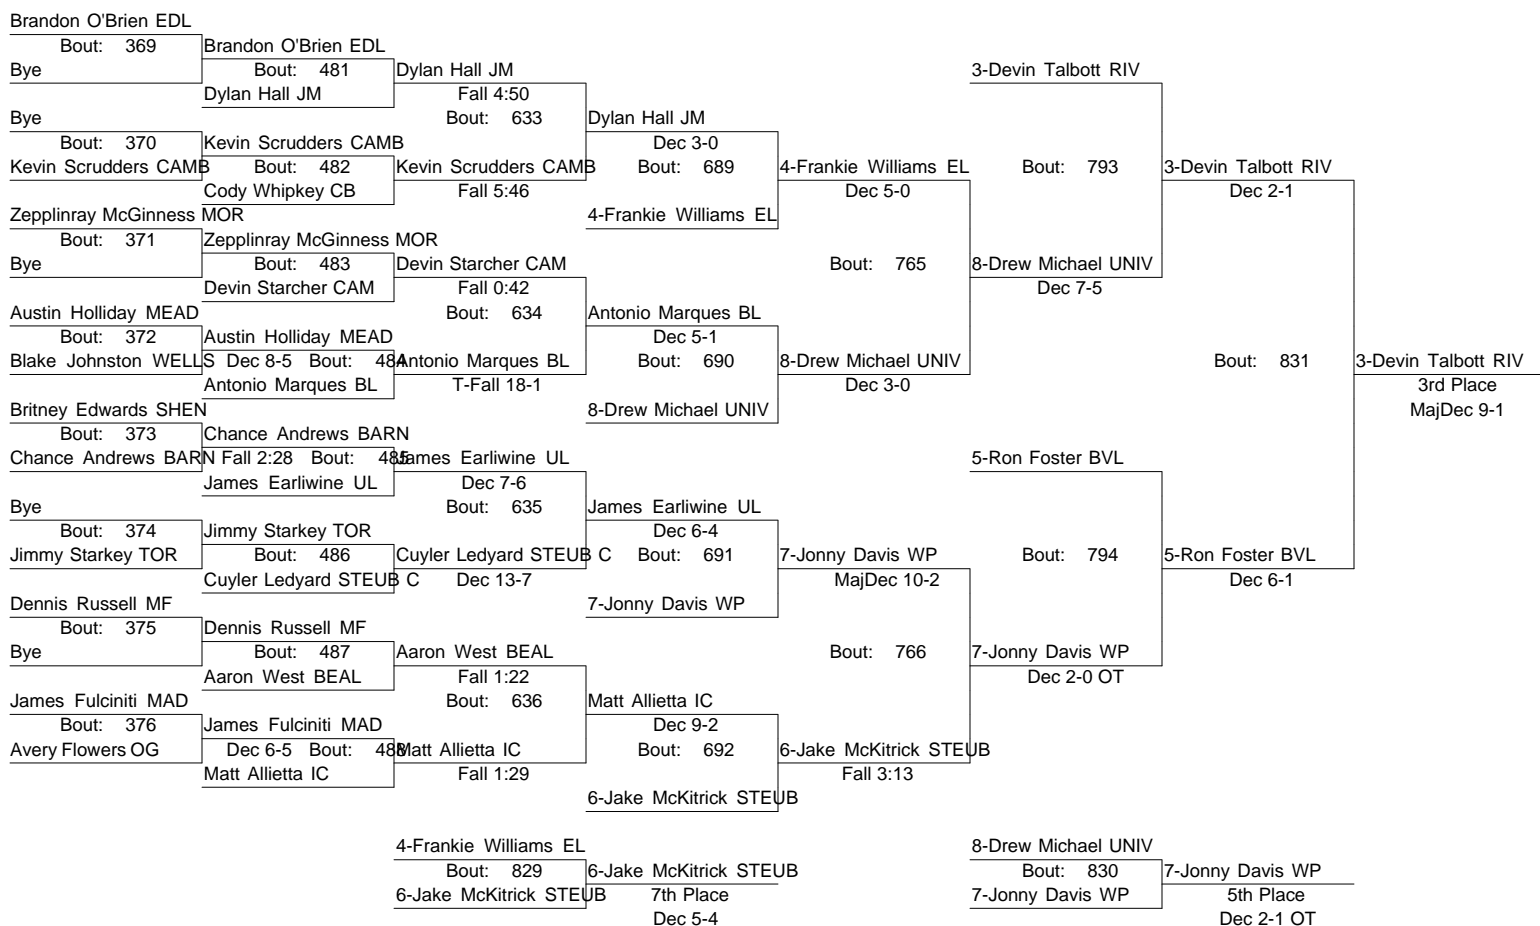 Brandon O'Brien EDL
Bout: 369 Brandon O'Brien EDL
Bye Bout: 481 Dylan Hall JM 3-Devin Talbott RIV
Dylan Hall JM Fall 4:50
Bye Bout: 633 Dylan Hall JM
Bout: 370 Kevin Scrudders CAMB Dec 3-0
Kevin Scrudders CAMB Bout: 482 Kevin Scrudders CAMB Bout: 689 4-Frankie Williams EL Bout: 793 3-Devin Talbott RIV
Cody Whipkey CB Fall 5:46 Dec 5-0 Dec 2-1
Zepplinray McGinness MOR 4-Frankie Williams EL
Bout: 371 Zepplinray McGinness MOR
Bye Bout: 483 Devin Starcher CAM Bout: 765 8-Drew Michael UNIV
Devin Starcher CAM Fall 0:42 Dec 7-5
Austin Holliday MEAD Bout: 634 Antonio Marques BL
Bout: 372 Austin Holliday MEAD Dec 5-1
Blake Johnston WELLS Dec 8-5 Bout: 484 Antonio Marques BL Bout: 690 8-Drew Michael UNIV Bout: 831 3-Devin Talbott RIV
Antonio Marques BL T-Fall 18-1 Dec 3-0 3rd Place
Britney Edwards SHEN 8-Drew Michael UNIV MajDec 9-1
Bout: 373 Chance Andrews BARN
Chance Andrews BARN Fall 2:28 Bout: 485 James Earliwine UL 5-Ron Foster BVL
James Earliwine UL Dec 7-6
Bye Bout: 635 James Earliwine UL
Bout: 374 Jimmy Starkey TOR Dec 6-4
Jimmy Starkey TOR Bout: 486 Cuyler Ledyard STEUB C Bout: 691 7-Jonny Davis WP Bout: 794 5-Ron Foster BVL
Cuyler Ledyard STEUB C Dec 13-7 MajDec 10-2 Dec 6-1
Dennis Russell MF 7-Jonny Davis WP
Bout: 375 Dennis Russell MF
Bye Bout: 487 Aaron West BEAL Bout: 766 7-Jonny Davis WP
Aaron West BEAL Fall 1:22 Dec 2-0 OT
James Fulciniti MAD Bout: 636 Matt Allietta IC
Bout: 376 James Fulciniti MAD Dec 9-2
Avery Flowers OG Dec 6-5 Bout: 488 Matt Allietta IC Bout: 692 6-Jake McKitrick STEUB
Matt Allietta IC Fall 1:29 Fall 3:13
6-Jake McKitrick STEUB
4-Frankie Williams EL 8-Drew Michael UNIV
Bout: 829 6-Jake McKitrick STEUB Bout: 830 7-Jonny Davis WP
6-Jake McKitrick STEUB 7th Place 7-Jonny Davis WP 5th Place
Dec 5-4 Dec 2-1 OT